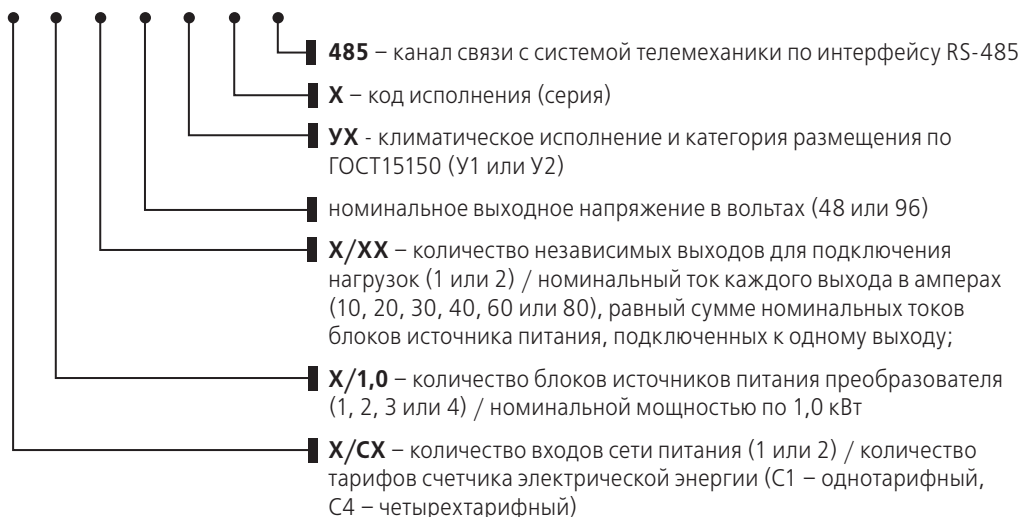 485 – канал связи с системой телемеханики по интерфейсу RS-485
Х – код исполнения (серия)
УХ - климатическое исполнение и категория размещения по
ГОСТ15150 (У1 или У2)
номинальное выходное напряжение в вольтах (48 или 96)
Х/ХХ – количество независимых выходов для подключения
нагрузок (1 или 2) / номинальный ток каждого выхода в амперах
(10, 20, 30, 40, 60 или 80), равный сумме номинальных токов
блоков источника питания, подключенных к одному выходу;
Х/1,0 – количество блоков источников питания преобразователя
(1, 2, 3 или 4) / номинальной мощностью по 1,0 кВт
Х/СХ – количество входов сети питания (1 или 2) / количество
тарифов счетчика электрической энергии (С1 – однотарифный,
С4 – четырехтарифный)